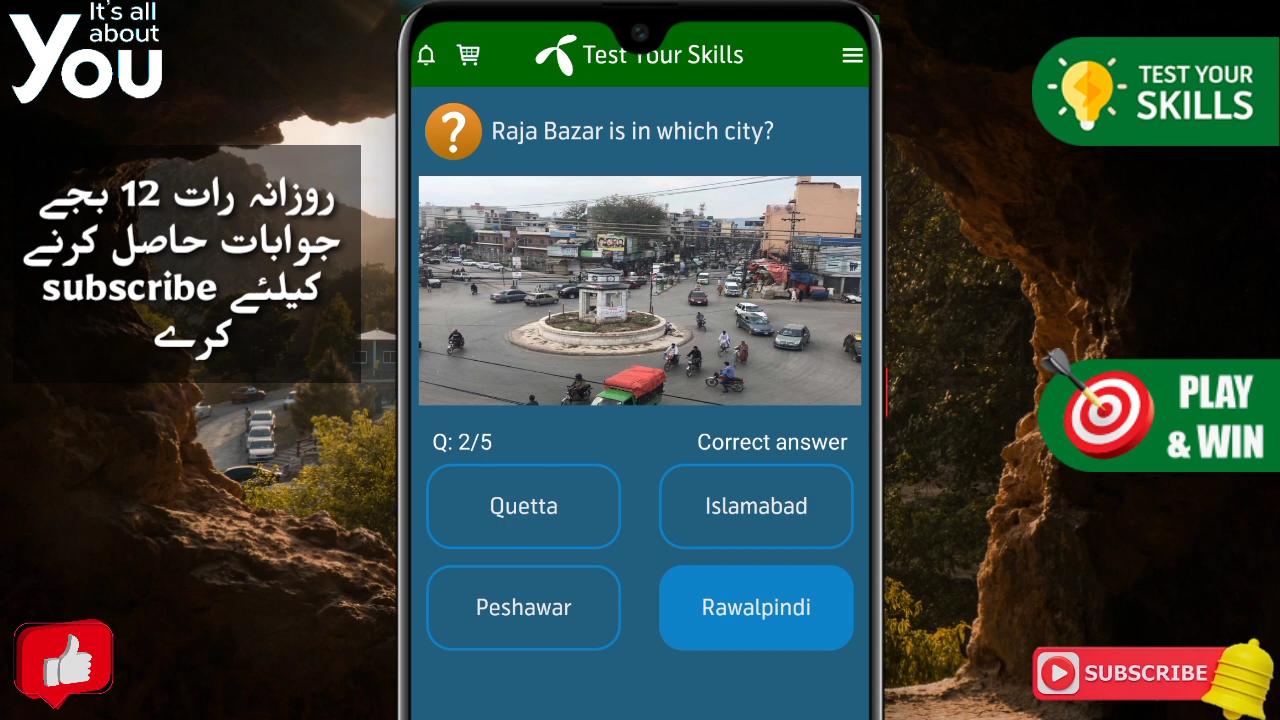 It's all
about
You
Test Your Skills
TEST YOUR
SKILLS
Raja Bazar is in which city?
روزانہ رات 12 بجے
جوابات حاصل کرنے
کیلئے subscribe
کرے
PLAY
& WIN
Q: 2/5
Correct answer
Quetta
Islamabad
Peshawar
Rawalpindi
SUBSCRIBE